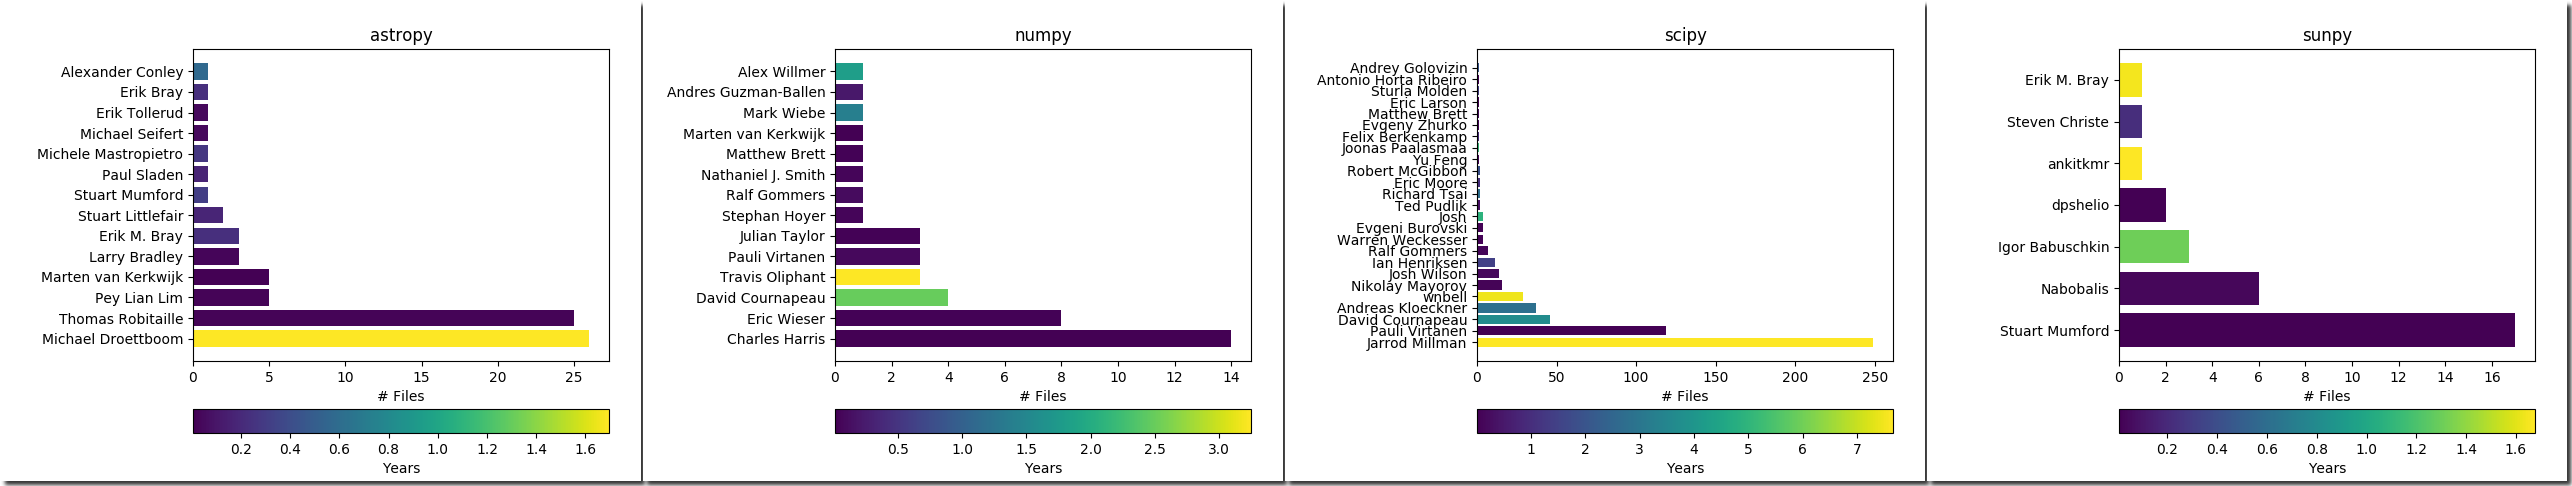 astropy
Alexander Conley
Erik Bray
Erik Tollerud
Michael Seifert
Michele Mastropietro
Paul Sladen
Stuart Mumford
Stuart Littlefair
Erik M. Bray
Larry Bradley
Marten van Kerkwijk
Pey Lian Lim
Thomas Robitaille
Michael Droettboom
0 5 10 15 20 25
# Files
0.2 0.4 0.6 0.8 1.0 1.2 1.4 1.6
Years
numpy
Alex Willmer
Andres Guzman-Ballen
Mark Wiebe
Marten van Kerkwijk
Matthew Brett
Nathaniel J. Smith
Ralf Gommers
Stephan Hoyer
Julian Taylor
Pauli Virtanen
Travis Oliphant
David Cournapeau
Eric Wieser
Charles Harris
0 2 4 6 8 10 12 14
# Files
0.5 1.0 1.5 2.0 2.5 3.0
Years
scipy
Andrey Golovizin
Antonio Horta Ribeiro
Sturla Molden
Eric Larson
Matthew Brett
Evgeny Zhurko
Felix Berkenkamp
Joonas Paalasmaa
Yu Feng
Robert McGibbon
Eric Moore
Richard Tsai
Ted Pudlik
Josh
Evgeni Burovski
Warren Weckesser
Ralf Gommers
Ian Henriksen
Josh Wilson
Nikolay Mayorov
wnbell
Andreas Kloeckner
David Cournapeau
Pauli Virtanen
Jarrod Millman
0 50 100 150 200 250
# Files
1 2 3 4 5 6 7
Years
sunpy
Erik M. Bray
Steven Christe
ankitkmr
dpshelio
Igor Babuschkin
Nabobalis
Stuart Mumford
0 2 4 6 8 10 12 14 16
# Files
0.2 0.4 0.6 0.8 1.0 1.2 1.4 1.6
Years